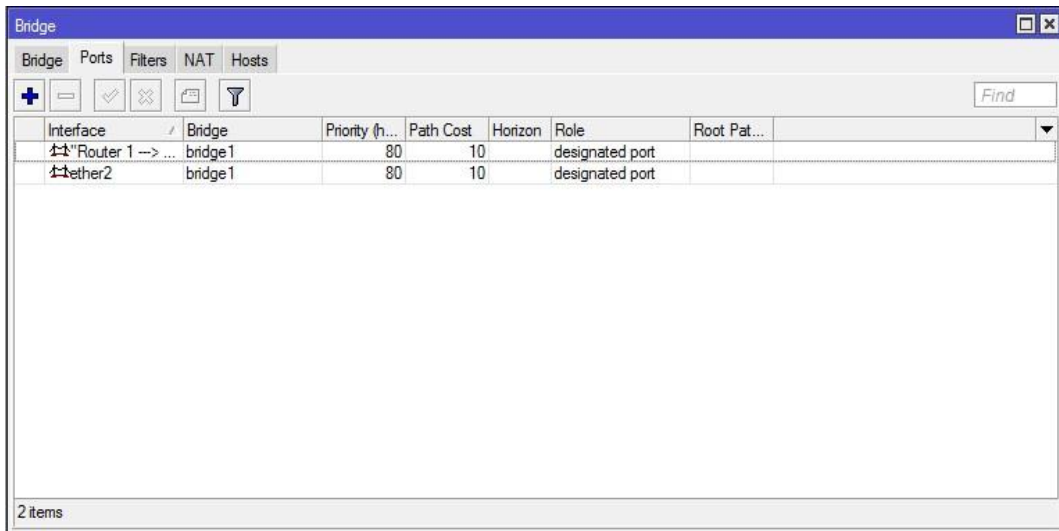 Bridge
Bridge Ports Filters NAT Hosts
Find
Interface Bridge Priority (h... Path Cost Horizon Role Root Pat...
"Router 1 ---> ... bridge1 80 10 designated port
ether2 bridge1 80 10 designated port
2 items